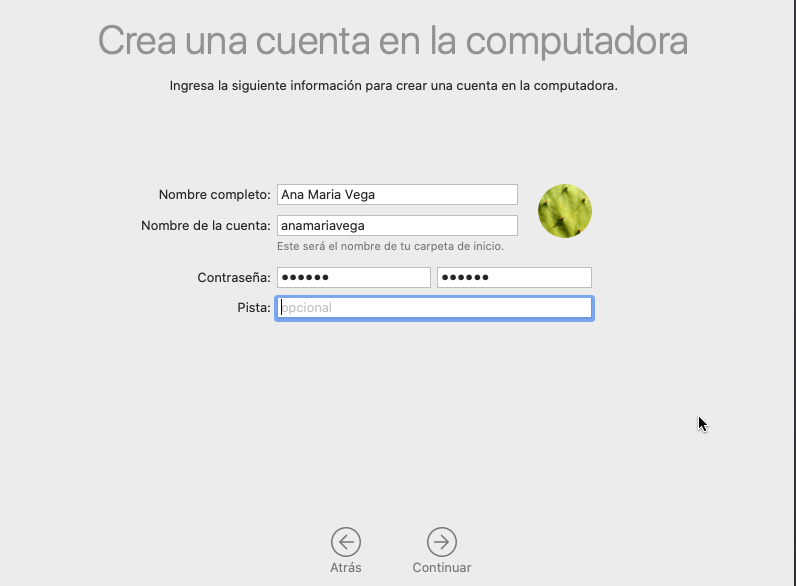 Crea una cuenta en la computadora
Ingresa la siguiente información para crear una cuenta en la computadora.
Nombre completo: Ana Maria Vega
Nombre de la cuenta: anamariavega
Este será el nombre de tu carpeta de inicio.
Contraseña: •••••• ••••••
Pista: opcional
Atrás Continuar